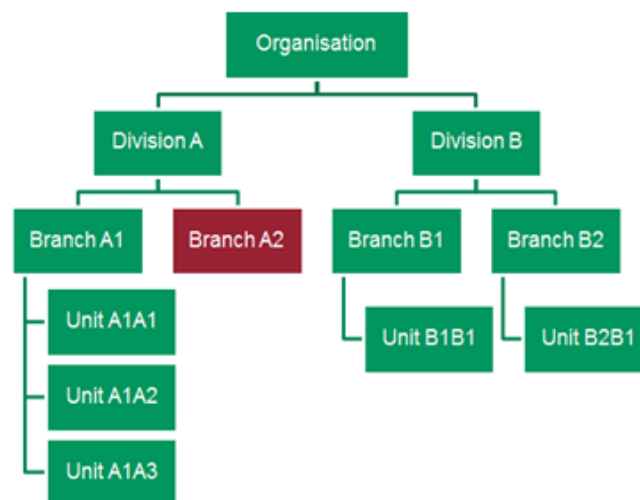 Organisation
Division A
Division B
Branch A1
Branch A2
Branch B1
Branch B2
Unit A1A1
Unit B1B1
Unit B2B1
Unit A1A2
Unit A1A3